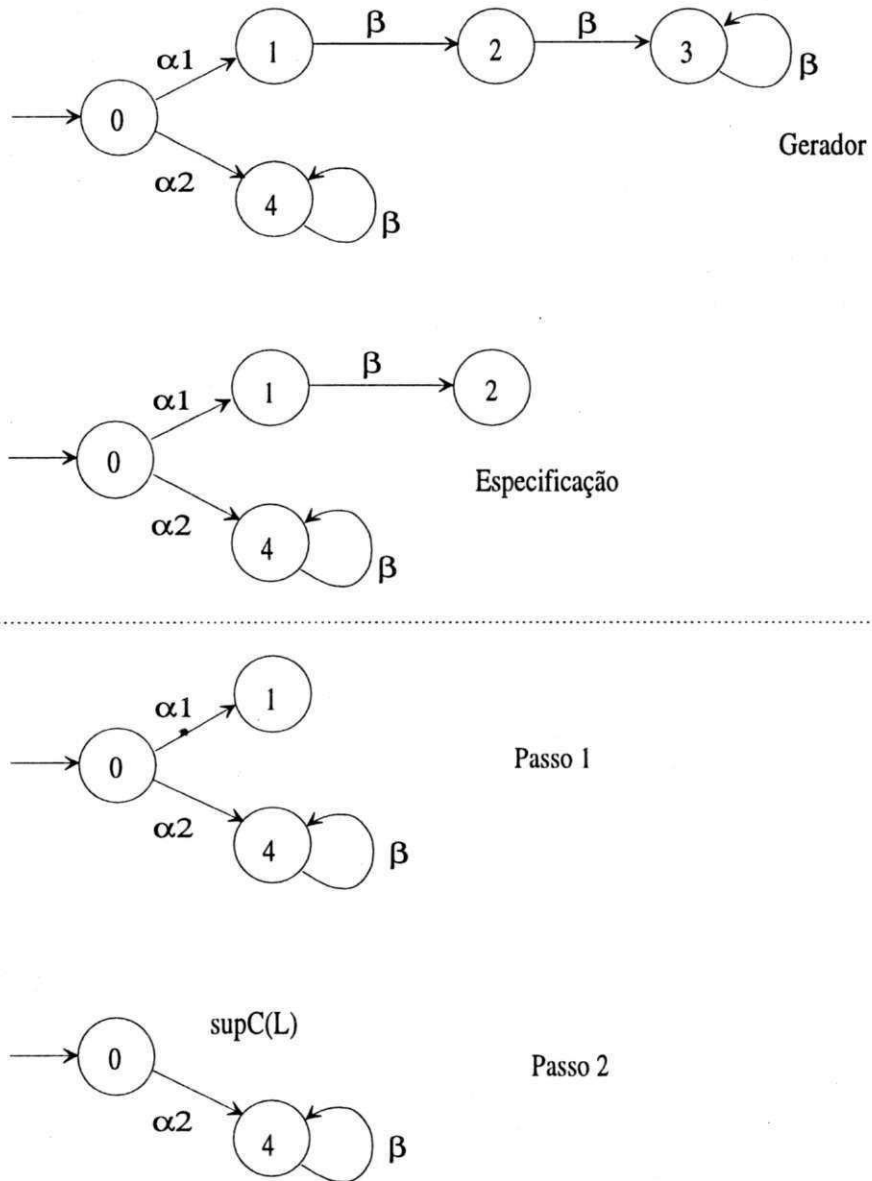 α1 1 β 2 β 3 β
0
α2 4 β
Gerador
α1 1 β 2
0
α2 4 β
Especificação
α1 1
0
α2 4 β
Passo 1
supC(L)
0
α2 4 β
Passo 2